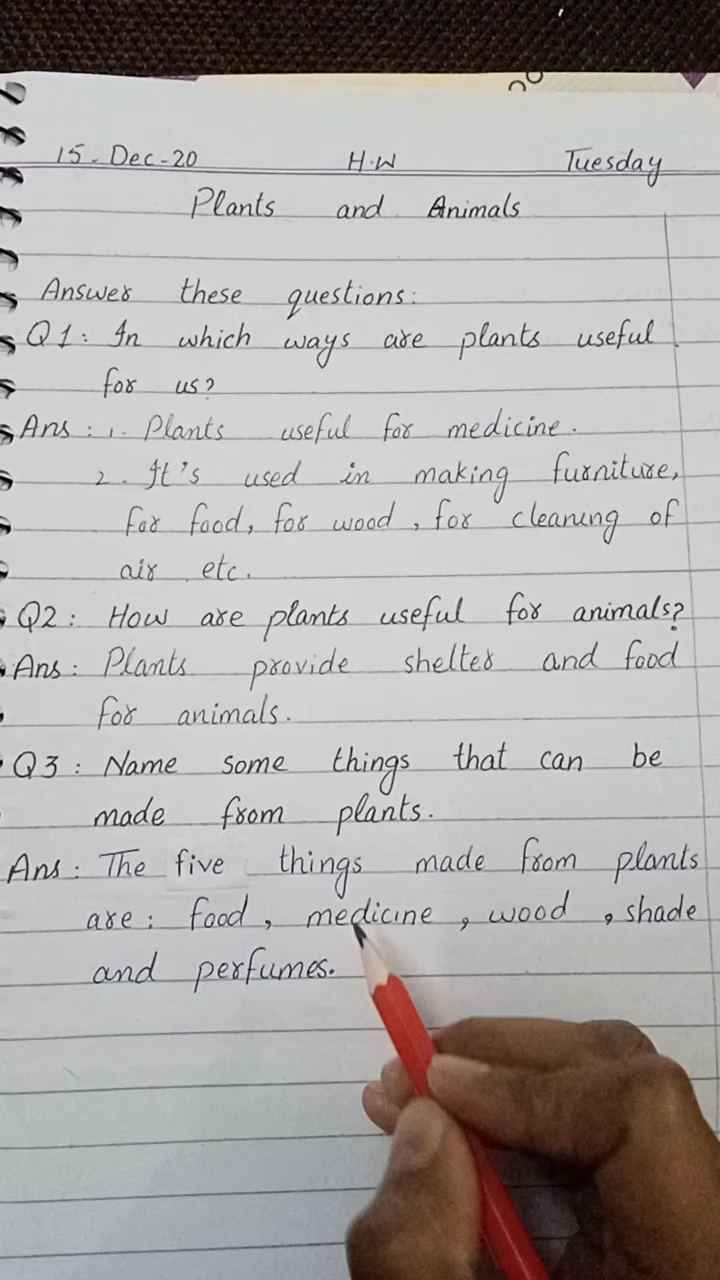 15-Dec-20 H.W Tuesday
Plants and Animals
Answer these questions:
Q1: In which ways are plants useful
for us?
Ans: 1. Plants useful for medicine.
2. It's used in making furniture,
for food, for wood, for cleaning of
air etc.
Q2: How are plants useful for animals?
Ans: Plants provide shelter and food
for animals.
Q3: Name some things that can be
made from plants.
Ans: The five things made from plants
are: food, medicine, wood, shade
and perfumes.